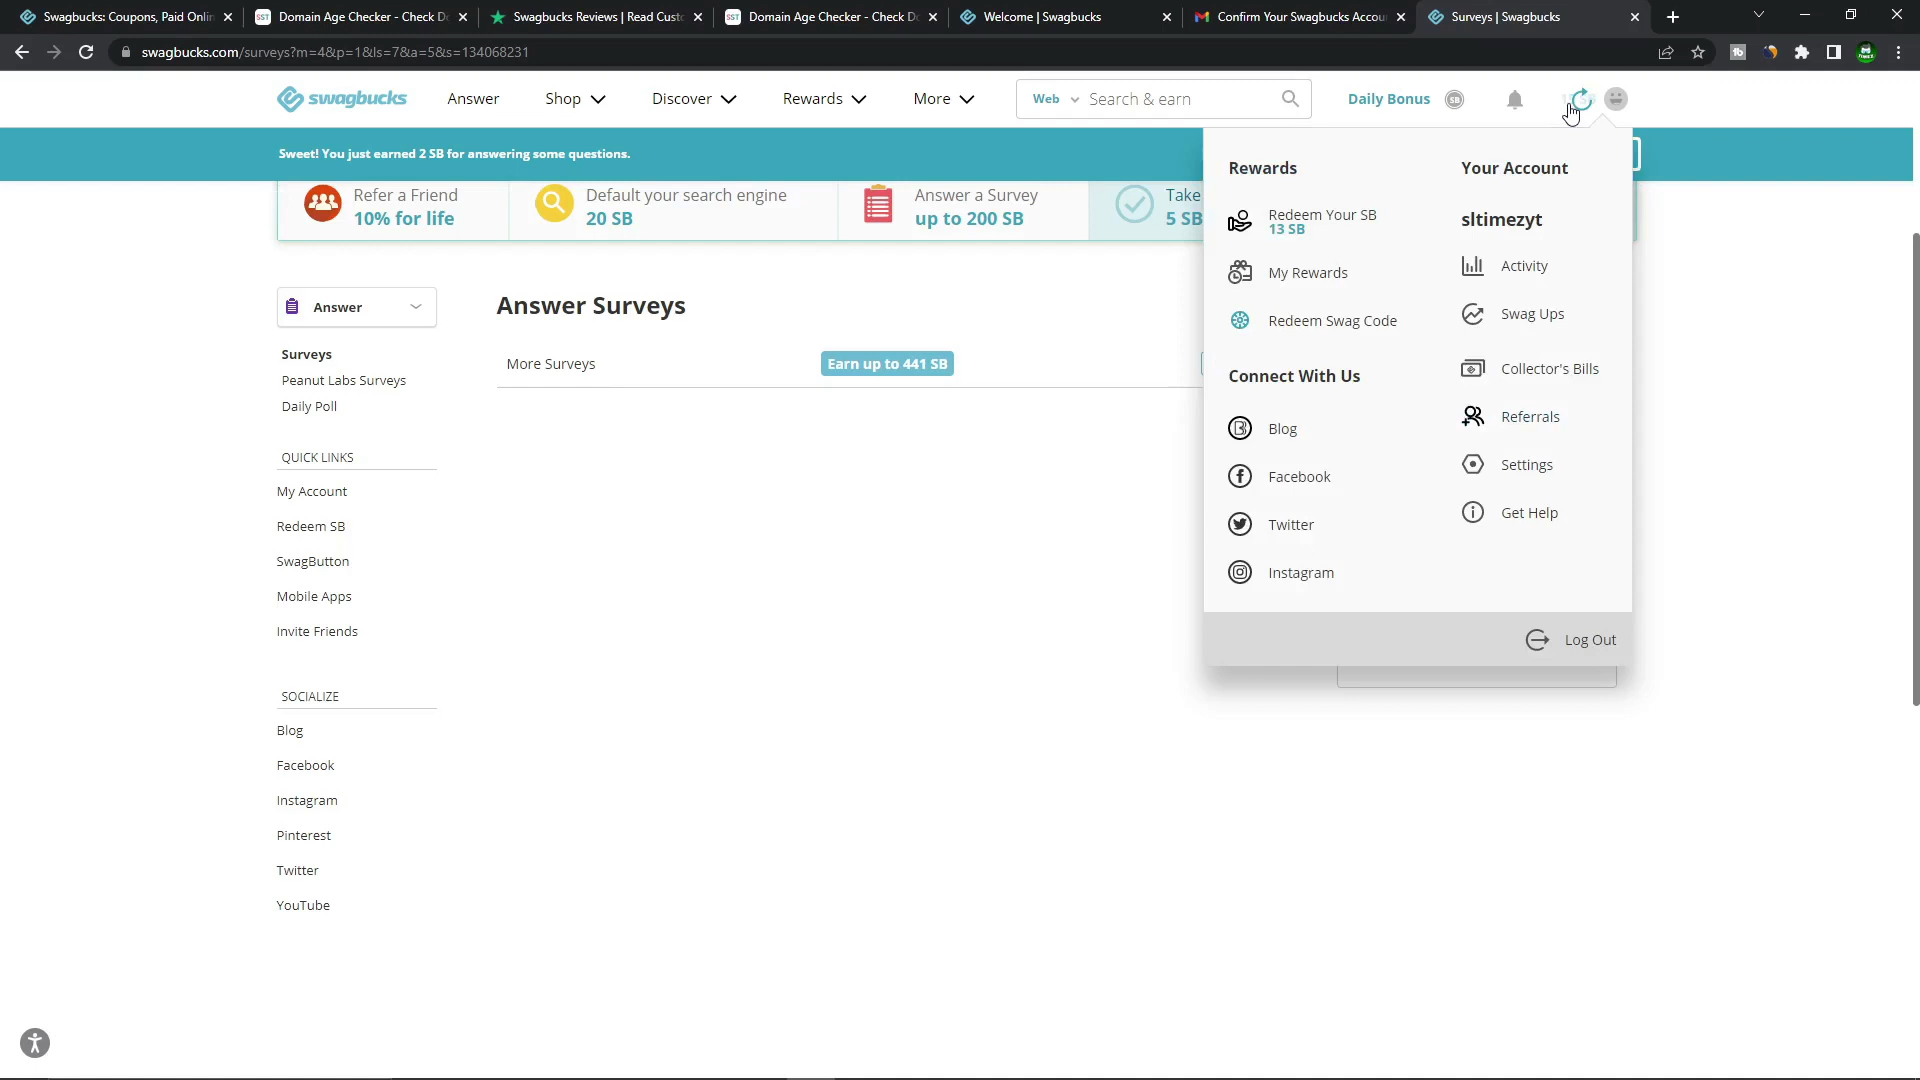 Swagbucks: Coupons, Paid Onlin
Domain Age Checker - Check Do
Swagbucks Reviews | Read Custo
Domain Age Checker - Check Do
Welcome | Swagbucks
Confirm Your Swagbucks Accou
Surveys | Swagbucks
swagbucks.com/surveys?m=4&p=1&ls=7&a=5&s=134068231
swagbucks
Answer
Shop
Discover
Rewards
More
Web
Search & earn
Daily Bonus
SB
Sweet! You just earned 2 SB for answering some questions.
Refer a Friend
10% for life
Default your search engine
20 SB
Answer a Survey
up to 200 SB
Take
5 SB
Answer
Surveys
Peanut Labs Surveys
Daily Poll
QUICK LINKS
My Account
Redeem SB
SwagButton
Mobile Apps
Invite Friends
SOCIALIZE
Blog
Facebook
Instagram
Pinterest
Twitter
YouTube
Answer Surveys
More Surveys
Earn up to 441 SB
Rewards
Redeem Your SB
13 SB
My Rewards
Redeem Swag Code
Connect With Us
Blog
Facebook
Twitter
Instagram
Your Account
sltimezyt
Activity
Swag Ups
Collector's Bills
Referrals
Settings
Get Help
Log Out